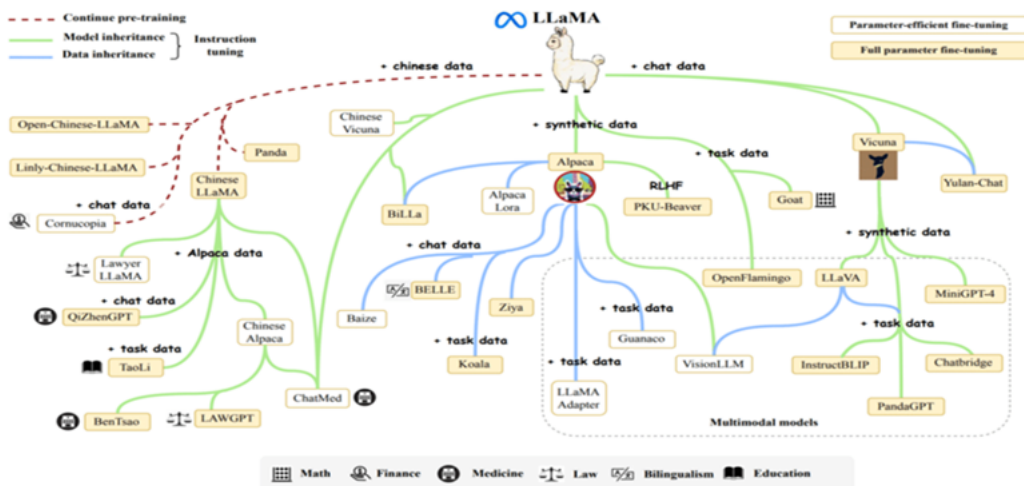 LLaMA
Continue pre-training
Model inheritance
Data inheritance
Instruction
tuning
Parameter-efficient fine-tuning
Full parameter fine-tuning
+ chinese data
+ chat data
Chinese
Vicuna
+ synthetic data
Open-Chinese-LLaMA
Linly-Chinese-LLaMA
Panda
Chinese
LLaMA
+ chat data
Cornucopia
Alpaca
+ task data
Vicuna
Yulan-Chat
BiLLa
Alpaca
Lora
RLHF
PKU-Beaver
Goat
+ synthetic data
Lawyer
LLaMA
+ Alpaca data
+ chat data
QiZhenGPT
+ chat data
BELLE
Baize
Ziya
OpenFlamingo
LLaVA
MiniGPT-4
Chinese
Alpaca
+ task data
TaoLi
+ task data
Koala
+ task data
Guanaco
VisionLLM
+ task data
InstructBLIP
Chatbridge
+ task data
LLaMA
Adapter
PandaGPT
ChatMed
BenTsao
LAWGPT
Multimodal models
Math
Finance
Medicine
Law
Bilingualism
Education